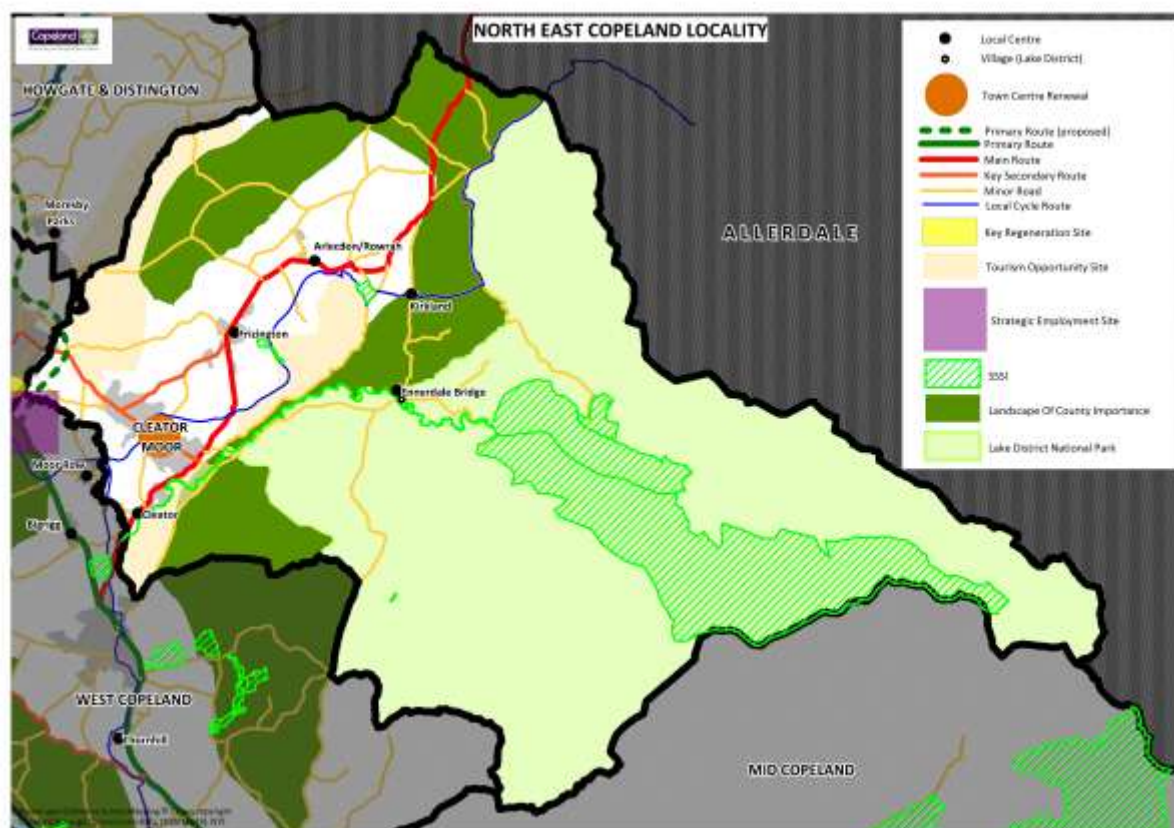 Copeland
NORTH EAST COPELAND LOCALITY
HOWGATE & DISTINGTON
Moresby
Parks
Arlecdon/Rowrah
Kirkland
Frizington
Ennerdale Bridge
CLEATOR
MOOR
Moor Row
Cleator
Bigrigg
WEST COPELAND
Thornhill
MID COPELAND
ALLERDALE
Local Centre
Village (Lake District)
Town Centre Renewal
Primary Route (proposed)
Primary Route
Main Route
Key Secondary Route
Minor Road
Local Cycle Route
Key Regeneration Site
Tourism Opportunity Site
Strategic Employment Site
SSSI
Landscape Of County Importance
Lake District National Park